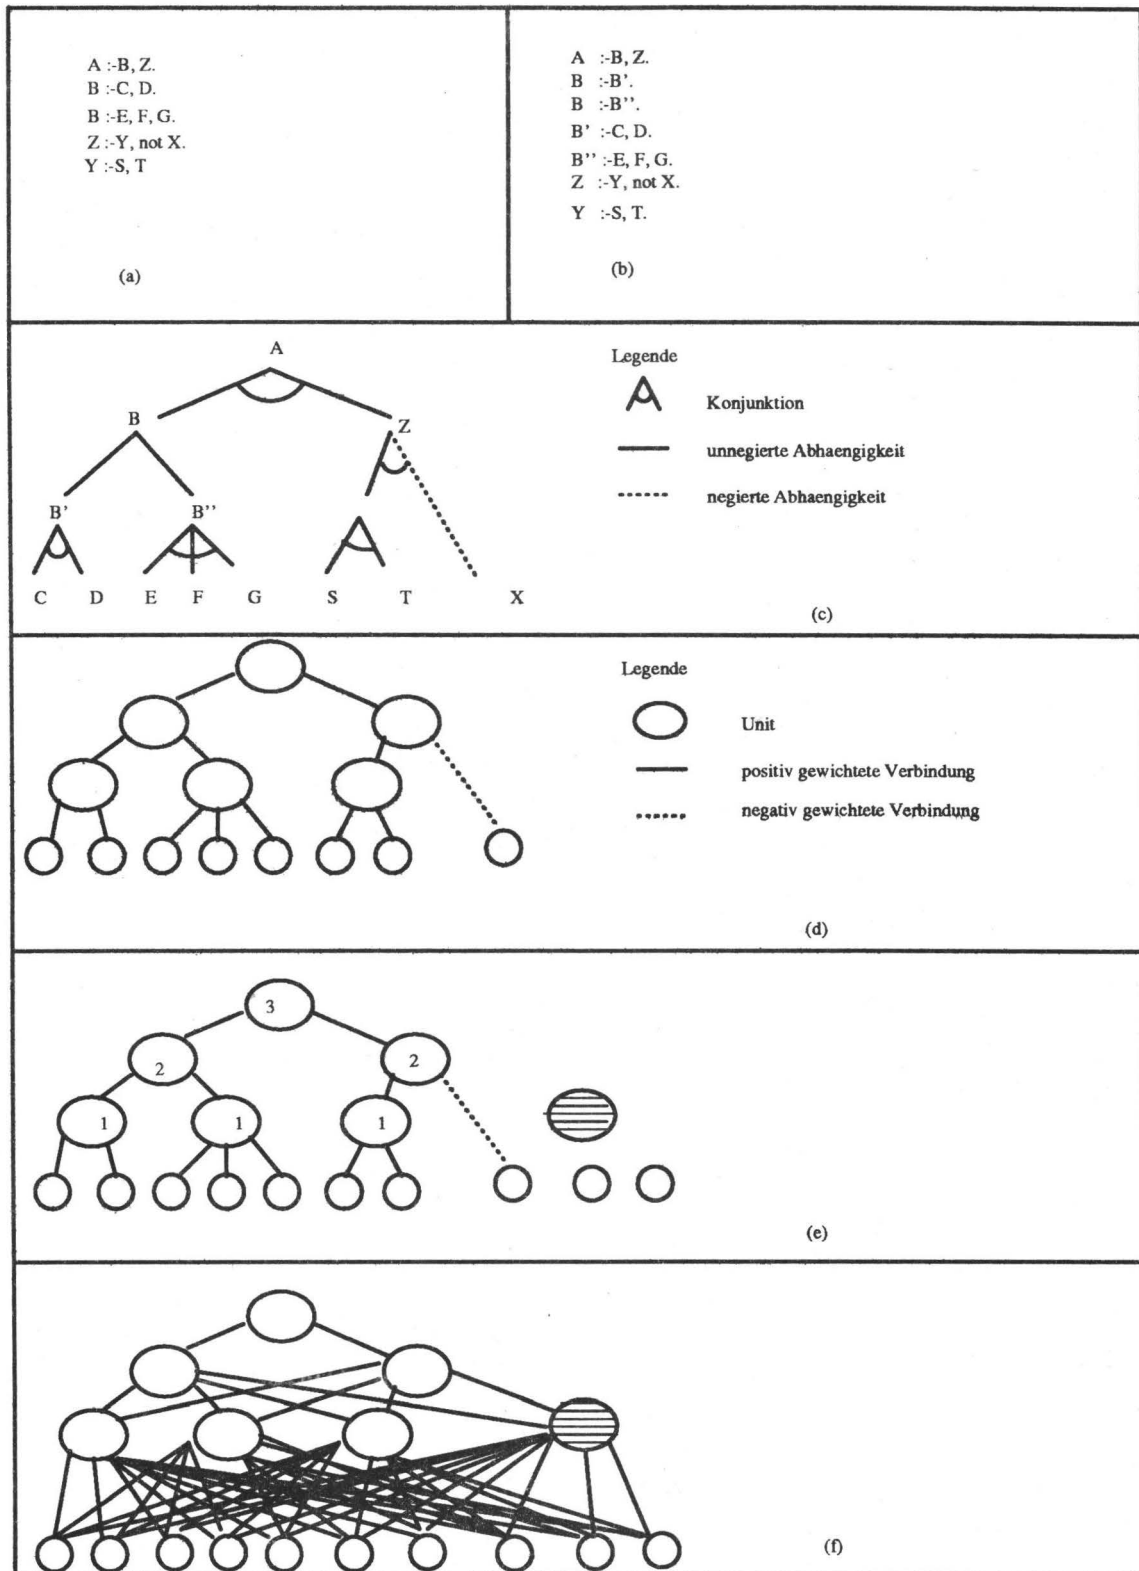 A :-B, Z.
B :-C, D.
B :-E, F, G.
Z :-Y, not X.
Y :-S, T
(a)
A :-B, Z.
B :-B’.
B :-B’’.
B’ :-C, D.
B’’ :-E, F, G.
Z :-Y, not X.
Y :-S, T.
(b)
A
B Z
B’ B’’
C D E F G S T X
Legende
Konjunktion
unnegierte Abhaengigkeit
negierte Abhaengigkeit
(c)
Legende
Unit
positiv gewichtete Verbindung
negativ gewichtete Verbindung
(d)
3
2 2
1 1 1
(e)
(f)